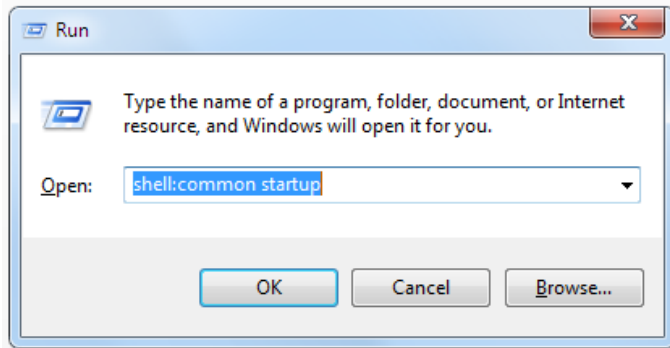 Run
Type the name of a program, folder, document, or Internet
resource, and Windows will open it for you.
Open: shell:common startup
OK Cancel Browse...